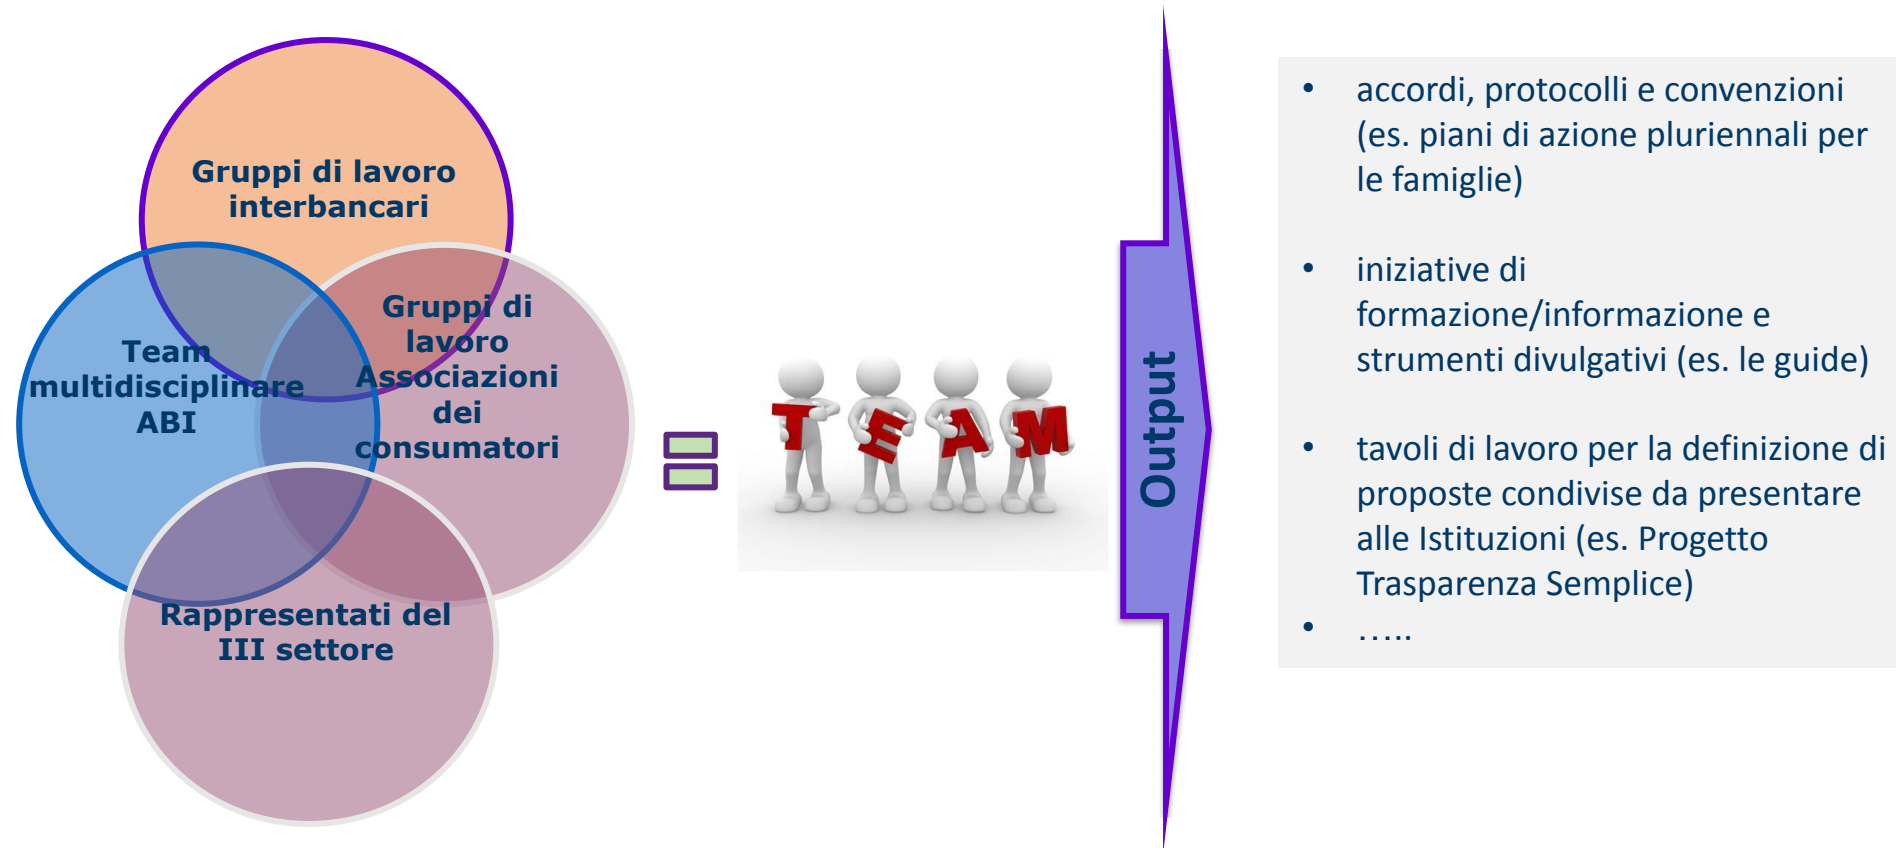 Gruppi di lavoro
interbancari
Team
multidisciplinare
ABI
Gruppi di
lavoro
Associazioni
dei
consumatori
Rappresentati del
III settore
TEAM
Output
• accordi, protocolli e convenzioni
(es. piani di azione pluriennali per
le famiglie)
• iniziative di
formazione/informazione e
strumenti divulgativi (es. le guide)
• tavoli di lavoro per la definizione di
proposte condivise da presentare
alle Istituzioni (es. Progetto
Trasparenza Semplice)
• …..